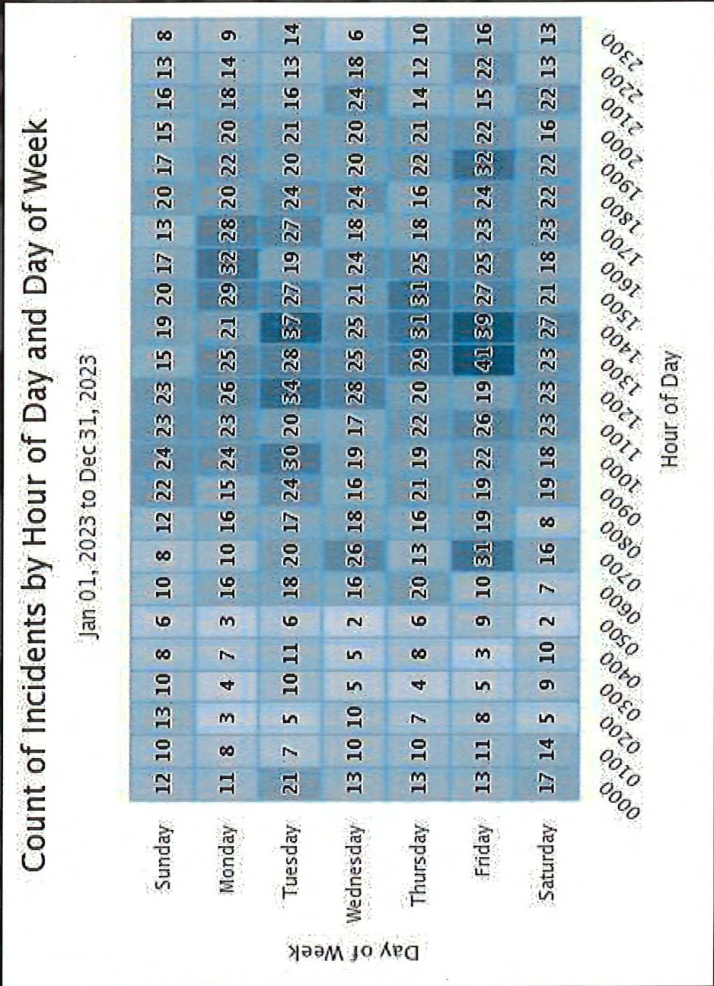 Count of Incidents by Hour of Day and Day of Week
Jan 01, 2023 to Dec 31, 2023
Day of Week
Sunday 12 10 13 10 8 6 10 8 12 22 24 23 23 15 19 20 17 13 20 17 15 16 13 8
Monday 11 8 3 4 7 3 16 10 16 15 24 23 26 25 21 29 32 28 20 22 20 18 14 9
Tuesday 21 7 5 10 11 6 18 20 17 24 30 20 34 28 37 27 19 27 24 20 21 16 13 14
Wednesday 13 10 10 5 5 2 16 26 18 16 19 17 28 25 25 21 24 18 24 20 20 24 18 6
Thursday 13 10 7 4 8 6 20 13 16 21 19 22 20 29 31 31 25 18 16 22 21 14 12 10
Friday 13 11 8 5 3 9 10 31 19 19 22 26 19 41 39 27 25 23 24 32 22 15 22 16
Saturday 17 14 5 9 10 2 7 16 8 19 18 23 23 23 27 21 18 23 22 22 16 22 13 13
0000 0100 0200 0300 0400 0500 0600 0700 0800 0900 1000 1100 1200 1300 1400 1500 1600 1700 1800 1900 2000 2100 2200 2300
Hour of Day